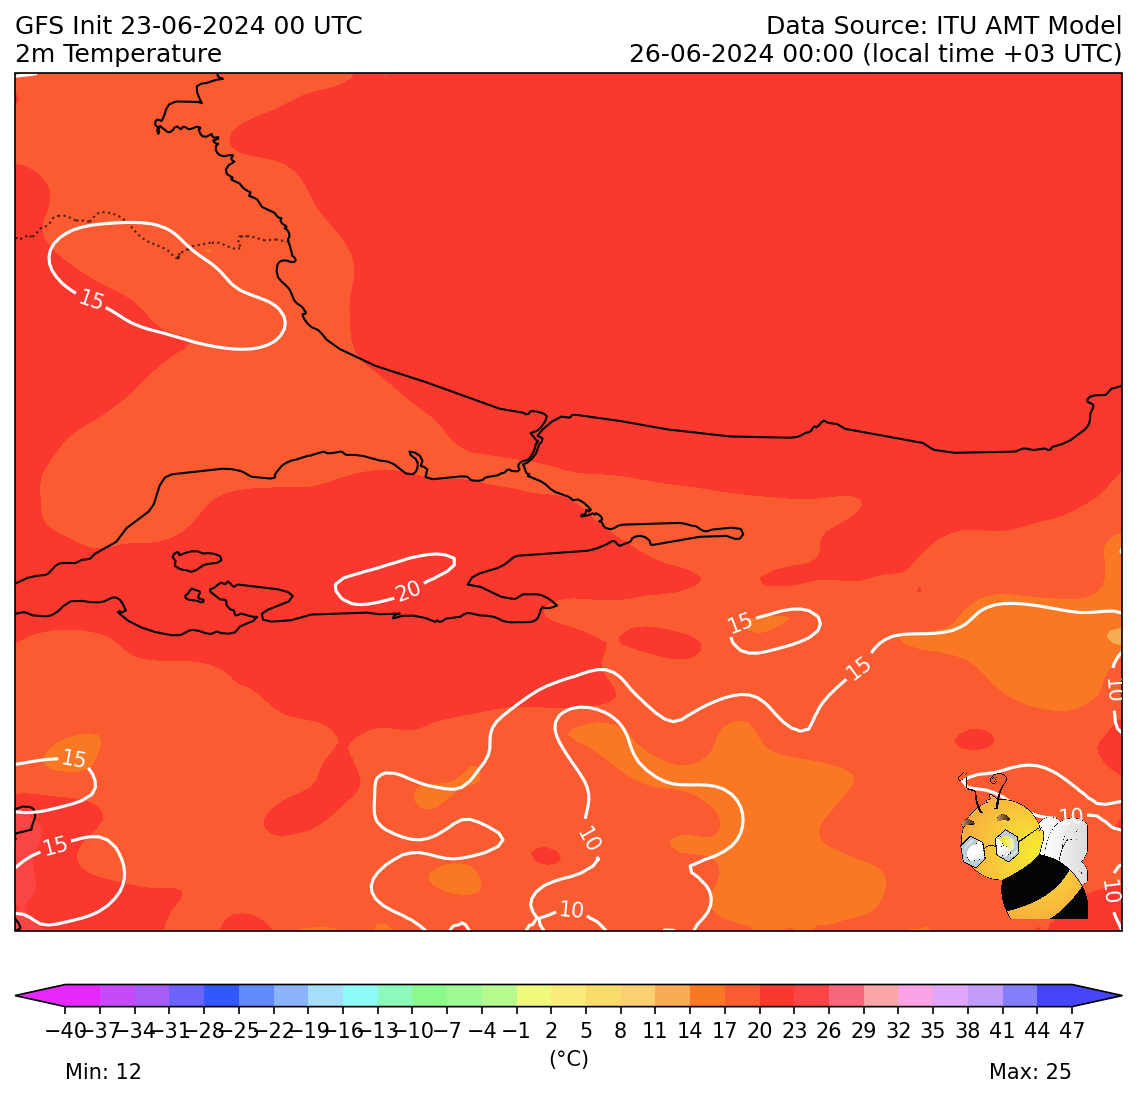 GFS Init 23-06-2024 00 UTC
Data Source: ITU AMT Model
2m Temperature
26-06-2024 00:00 (local time +03 UTC)
15
20
15
15
10
15
10
10
15
10
10
−40 −37 −34 −31 −28 −25 −22 −19 −16 −13 −10 −7 −4 −1 2 5 8 11 14 17 20 23 26 29 32 35 38 41 44 47
(°C)
Min: 12
Max: 25